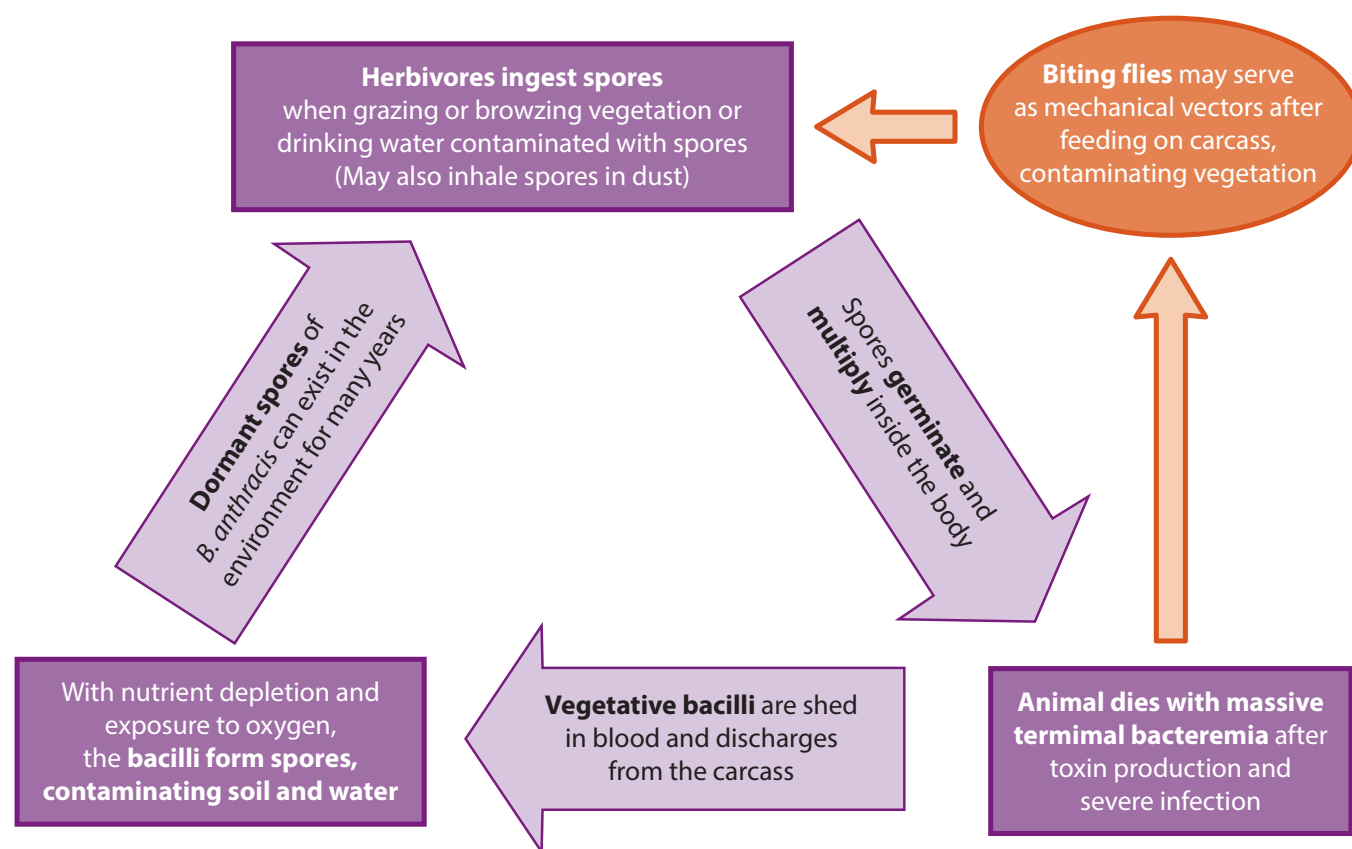 Herbivores ingest spores
when grazing or browzing vegetation or
drinking water contaminated with spores
(May also inhale spores in dust)
Biting flies may serve
as mechanical vectors after
feeding on carcass,
contaminating vegetation
Spores germinate and
multiply inside the body
Animal dies with massive
termimal bacteremia after
toxin production and
severe infection
Vegetative bacilli are shed
in blood and discharges
from the carcass
With nutrient depletion and
exposure to oxygen,
the bacilli form spores,
contaminating soil and water
Dormant spores of
B. anthracis can exist in the
environment for many years